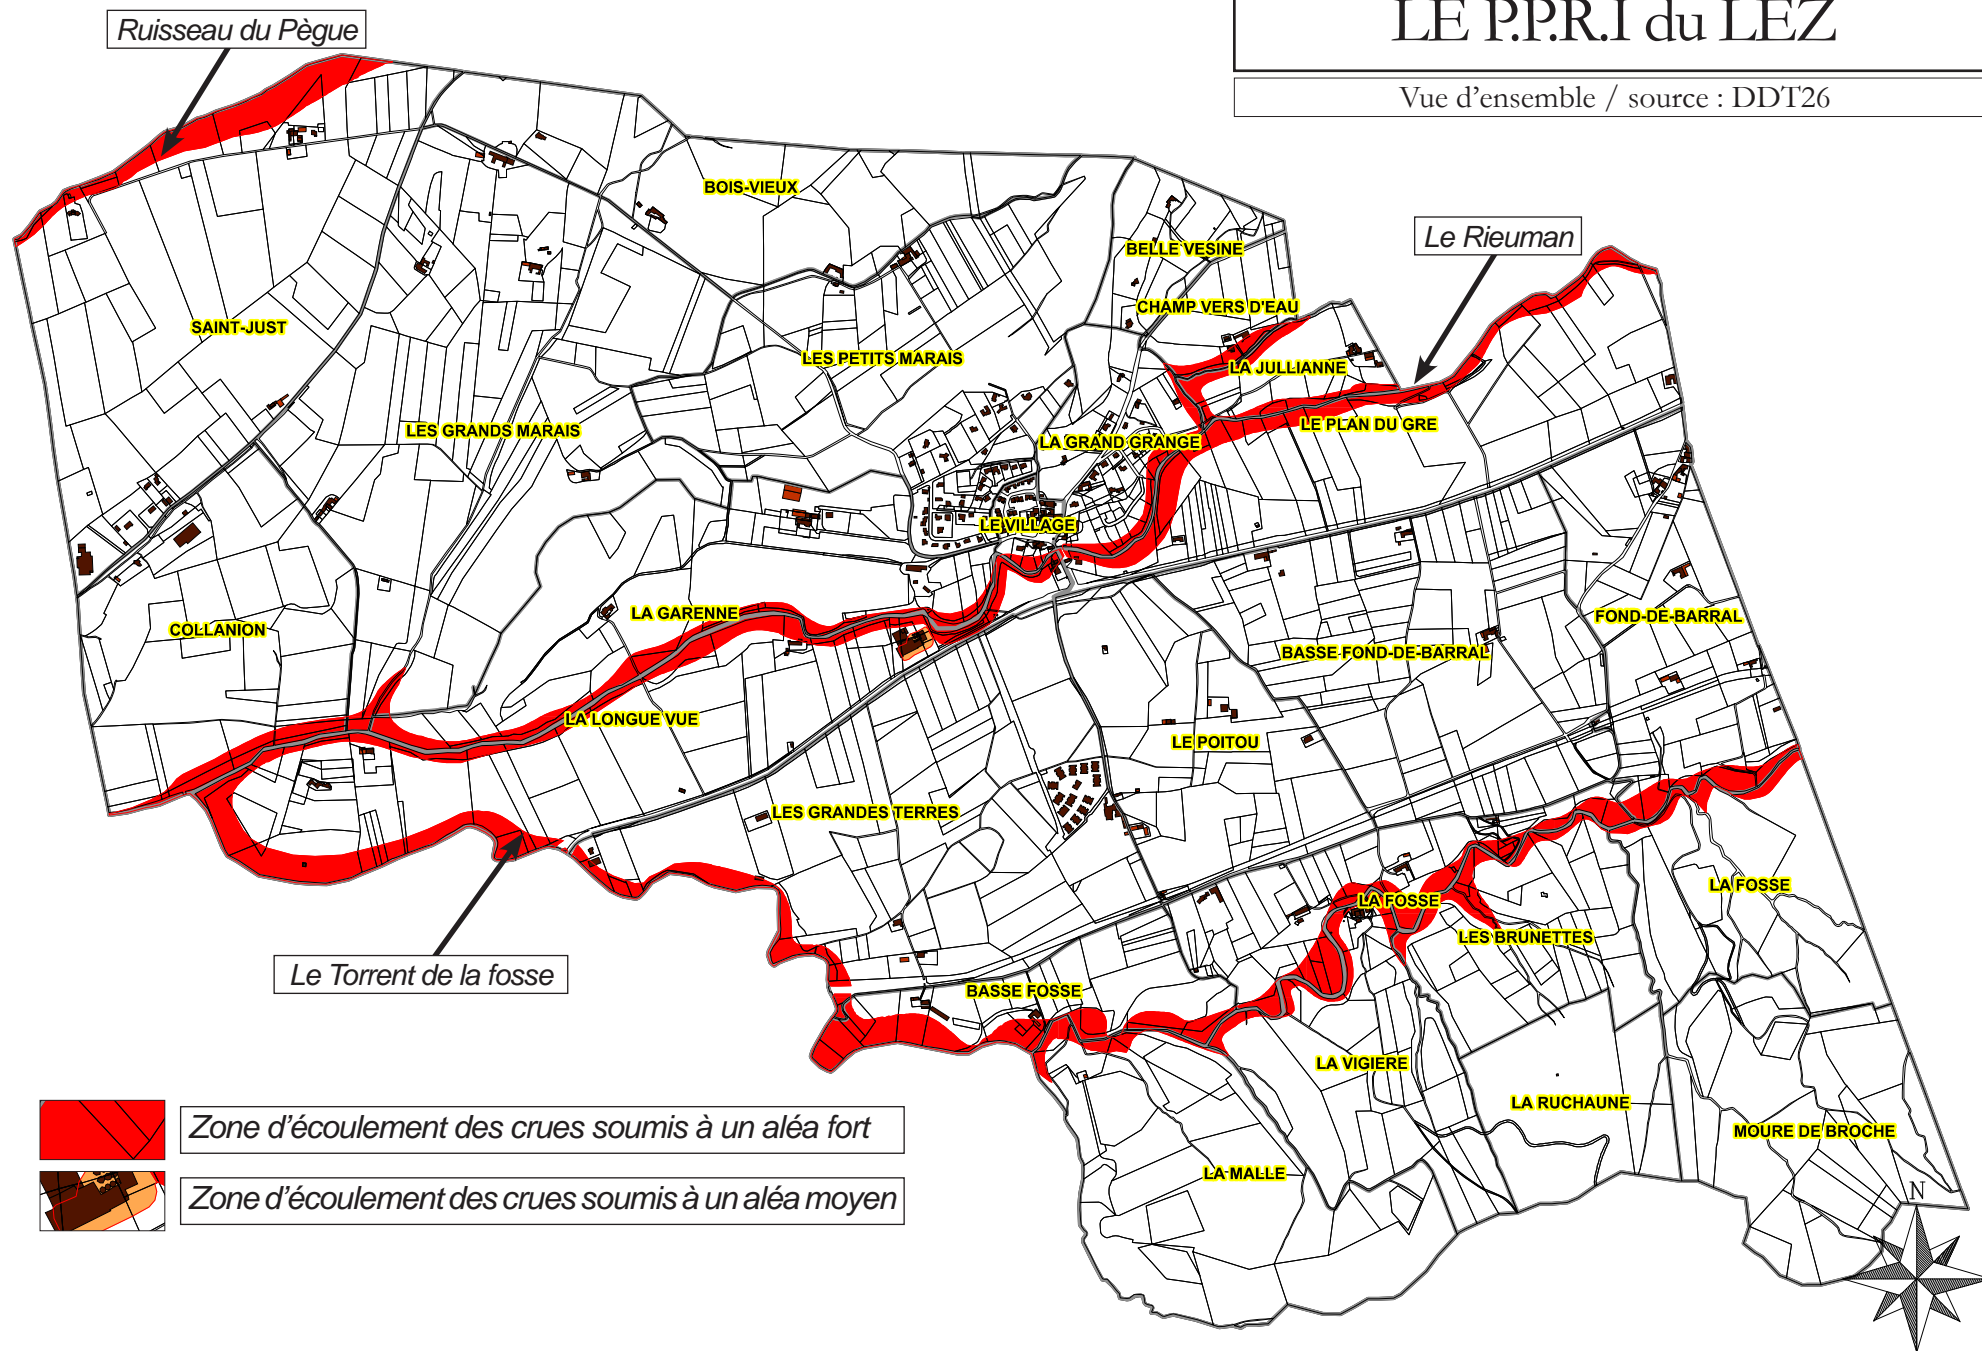 LE P.P.R.I du LEZ
Vue d'ensemble / source : DDT26
Ruisseau du Pègue
BOIS-VIEUX
Le Rieuman
BELLE VESINE
CHAMP VERS D'EAU
SAINT-JUST
LES PETITS MARAIS
LA JULLIANNE
LES GRANDS MARAIS
LA GRAND GRANGE
LE PLAN DU GRE
LE VILLAGE
LA GARENNE
COLLANION
FOND-DE-BARRAL
BASSE FOND-DE-BARRAL
LA LONGUE VUE
LE POITOU
LES GRANDES TERRES
LA FOSSE
LA FOSSE
LES BRUNETTES
Le Torrent de la fosse
BASSE FOSSE
LA VIGIERE
LA RUCHAUNE
MOURE DE BROCHE
LA MALLE
Zone d'écoulement des crues soumis à un aléa fort
Zone d'écoulement des crues soumis à un aléa moyen
N